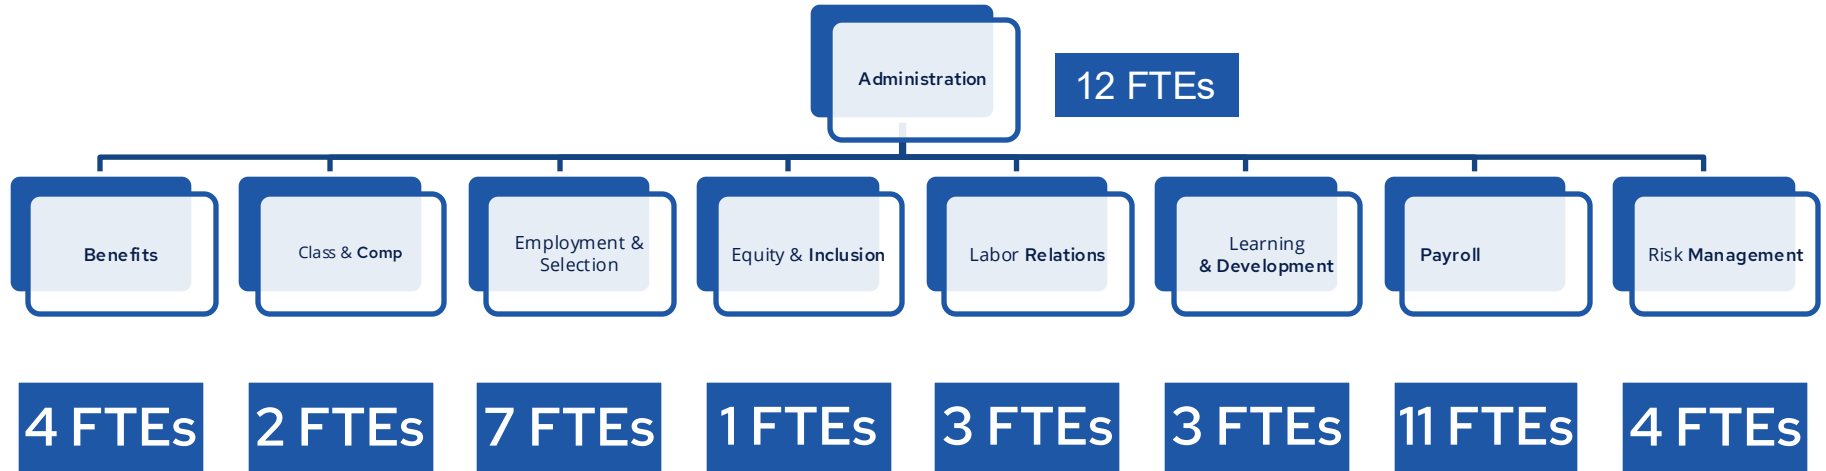 Administration
12 FTEs
Benefits
Class & Comp
Employment &
Selection
Equity & Inclusion
Labor Relations
Learning
& Development
Payroll
Risk Management
4 FTEs
2 FTEs
7 FTEs
1 FTEs
3 FTEs
3 FTEs
11 FTEs
4 FTEs